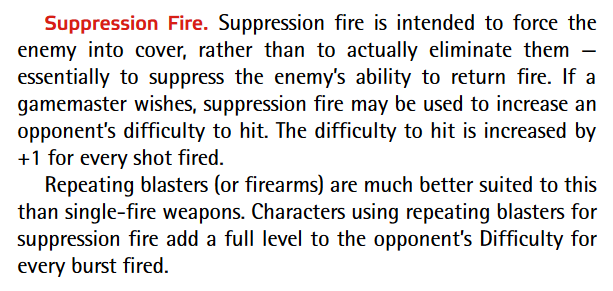 Suppression Fire. Suppression fire is intended to force the
enemy into cover, rather than to actually eliminate them —
essentially to suppress the enemy's ability to return fire. If a
gamemaster wishes, suppression fire may be used to increase an
opponent's difficulty to hit. The difficulty to hit is increased by
+1 for every shot fired.
Repeating blasters (or firearms) are much better suited to this
than single-fire weapons. Characters using repeating blasters for
suppression fire add a full level to the opponent's Difficulty for
every burst fired.